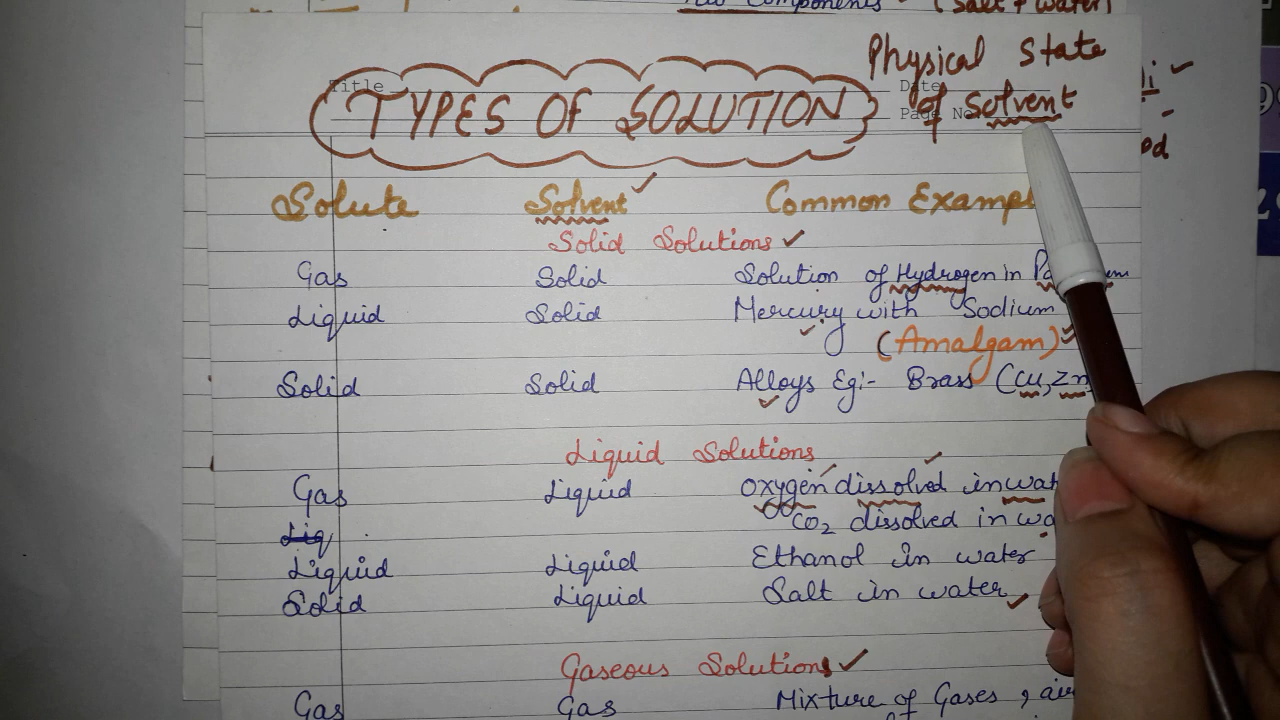 Components (Salt + Water)
Physical State
Title
Date
TYPES OF SOLUTION
of Solvent
Page No
Solute Solvent Common Exampl
Solid Solutions
Gas Solid Solution of Hydrogen in
Liquid Solid Mercury with Sodium
(Amalgam)
Solid Solid Alloys Eg:- Brass (Cu, Zn
Liquid Solutions
Gas Liquid Oxygen dissolved in wat
Liq CO2 dissolved in wa
Liquid Liquid Ethanol in water
Solid Liquid Salt in water
Gaseous Solutions
Gas Gas Mixture of Gases, air